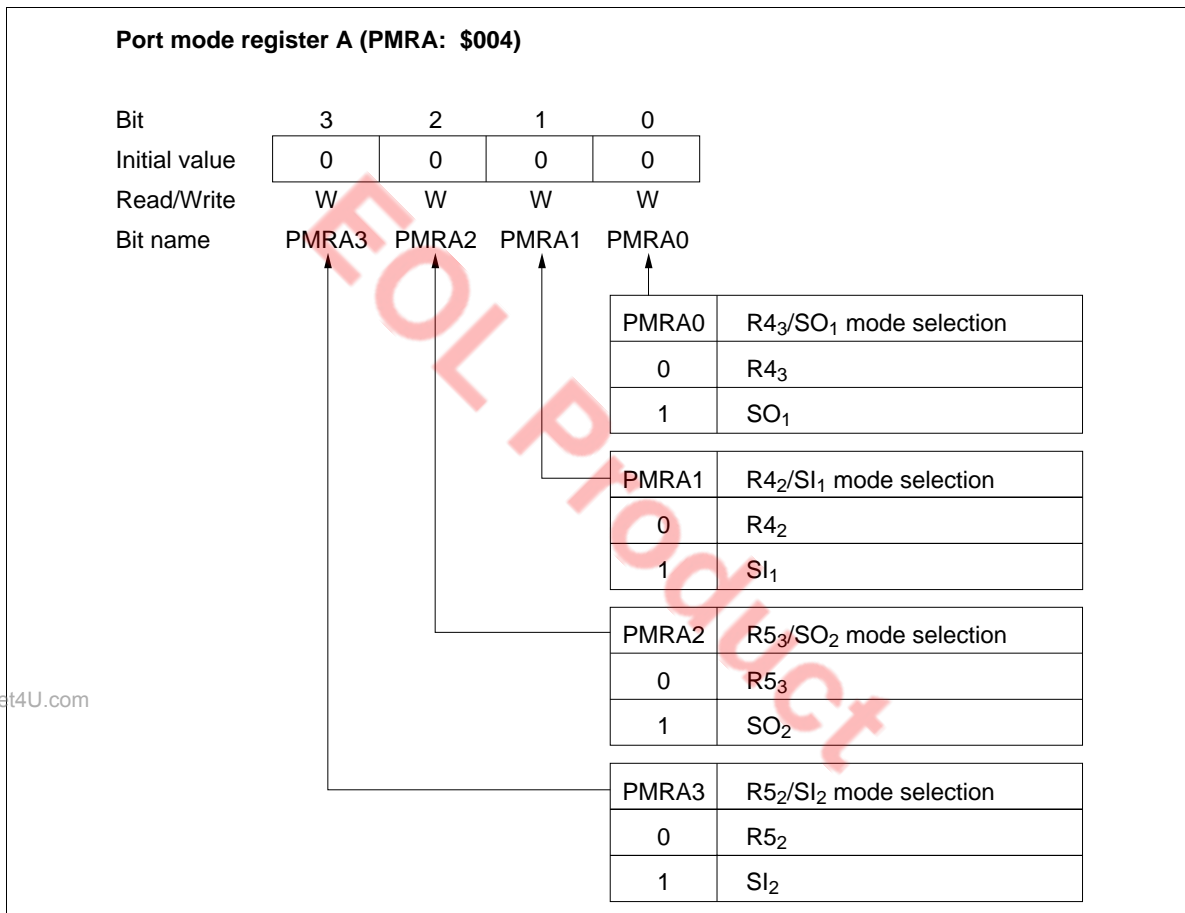 Port mode register A (PMRA: $004)
Bit 3 2 1 0
Initial value 0 0 0 0
Read/Write W W W W
Bit name PMRA3 PMRA2 PMRA1 PMRA0
PMRA0 R4₃/SO₁ mode selection
0 R4₃
1 SO₁
PMRA1 R4₂/SI₁ mode selection
0 R4₂
1 SI₁
PMRA2 R5₃/SO₂ mode selection
0 R5₃
1 SO₂
PMRA3 R5₂/SI₂ mode selection
0 R5₂
1 SI₂
EOL Product
et4U.com